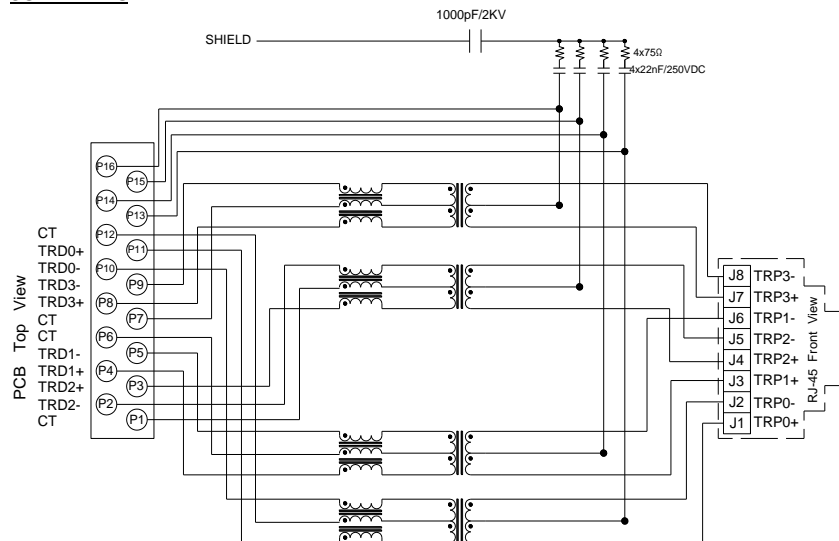 1000pF/2KV
SHIELD
4x75Ω
4x22nF/250VDC
P16
P15
P14
P13
CT
P12
TRD0+
P11
TRD0-
P10
TRD3-
P9
TRD3+
P8
CT
P7
CT
P6
TRD1-
P5
TRD1+
P4
TRD2+
P3
TRD2-
P2
CT
P1
PCB Top View
J8 TRP3-
J7 TRP3+
J6 TRP1-
J5 TRP2-
J4 TRP2+
J3 TRP1+
J2 TRP0-
J1 TRP0+
RJ-45 Front View